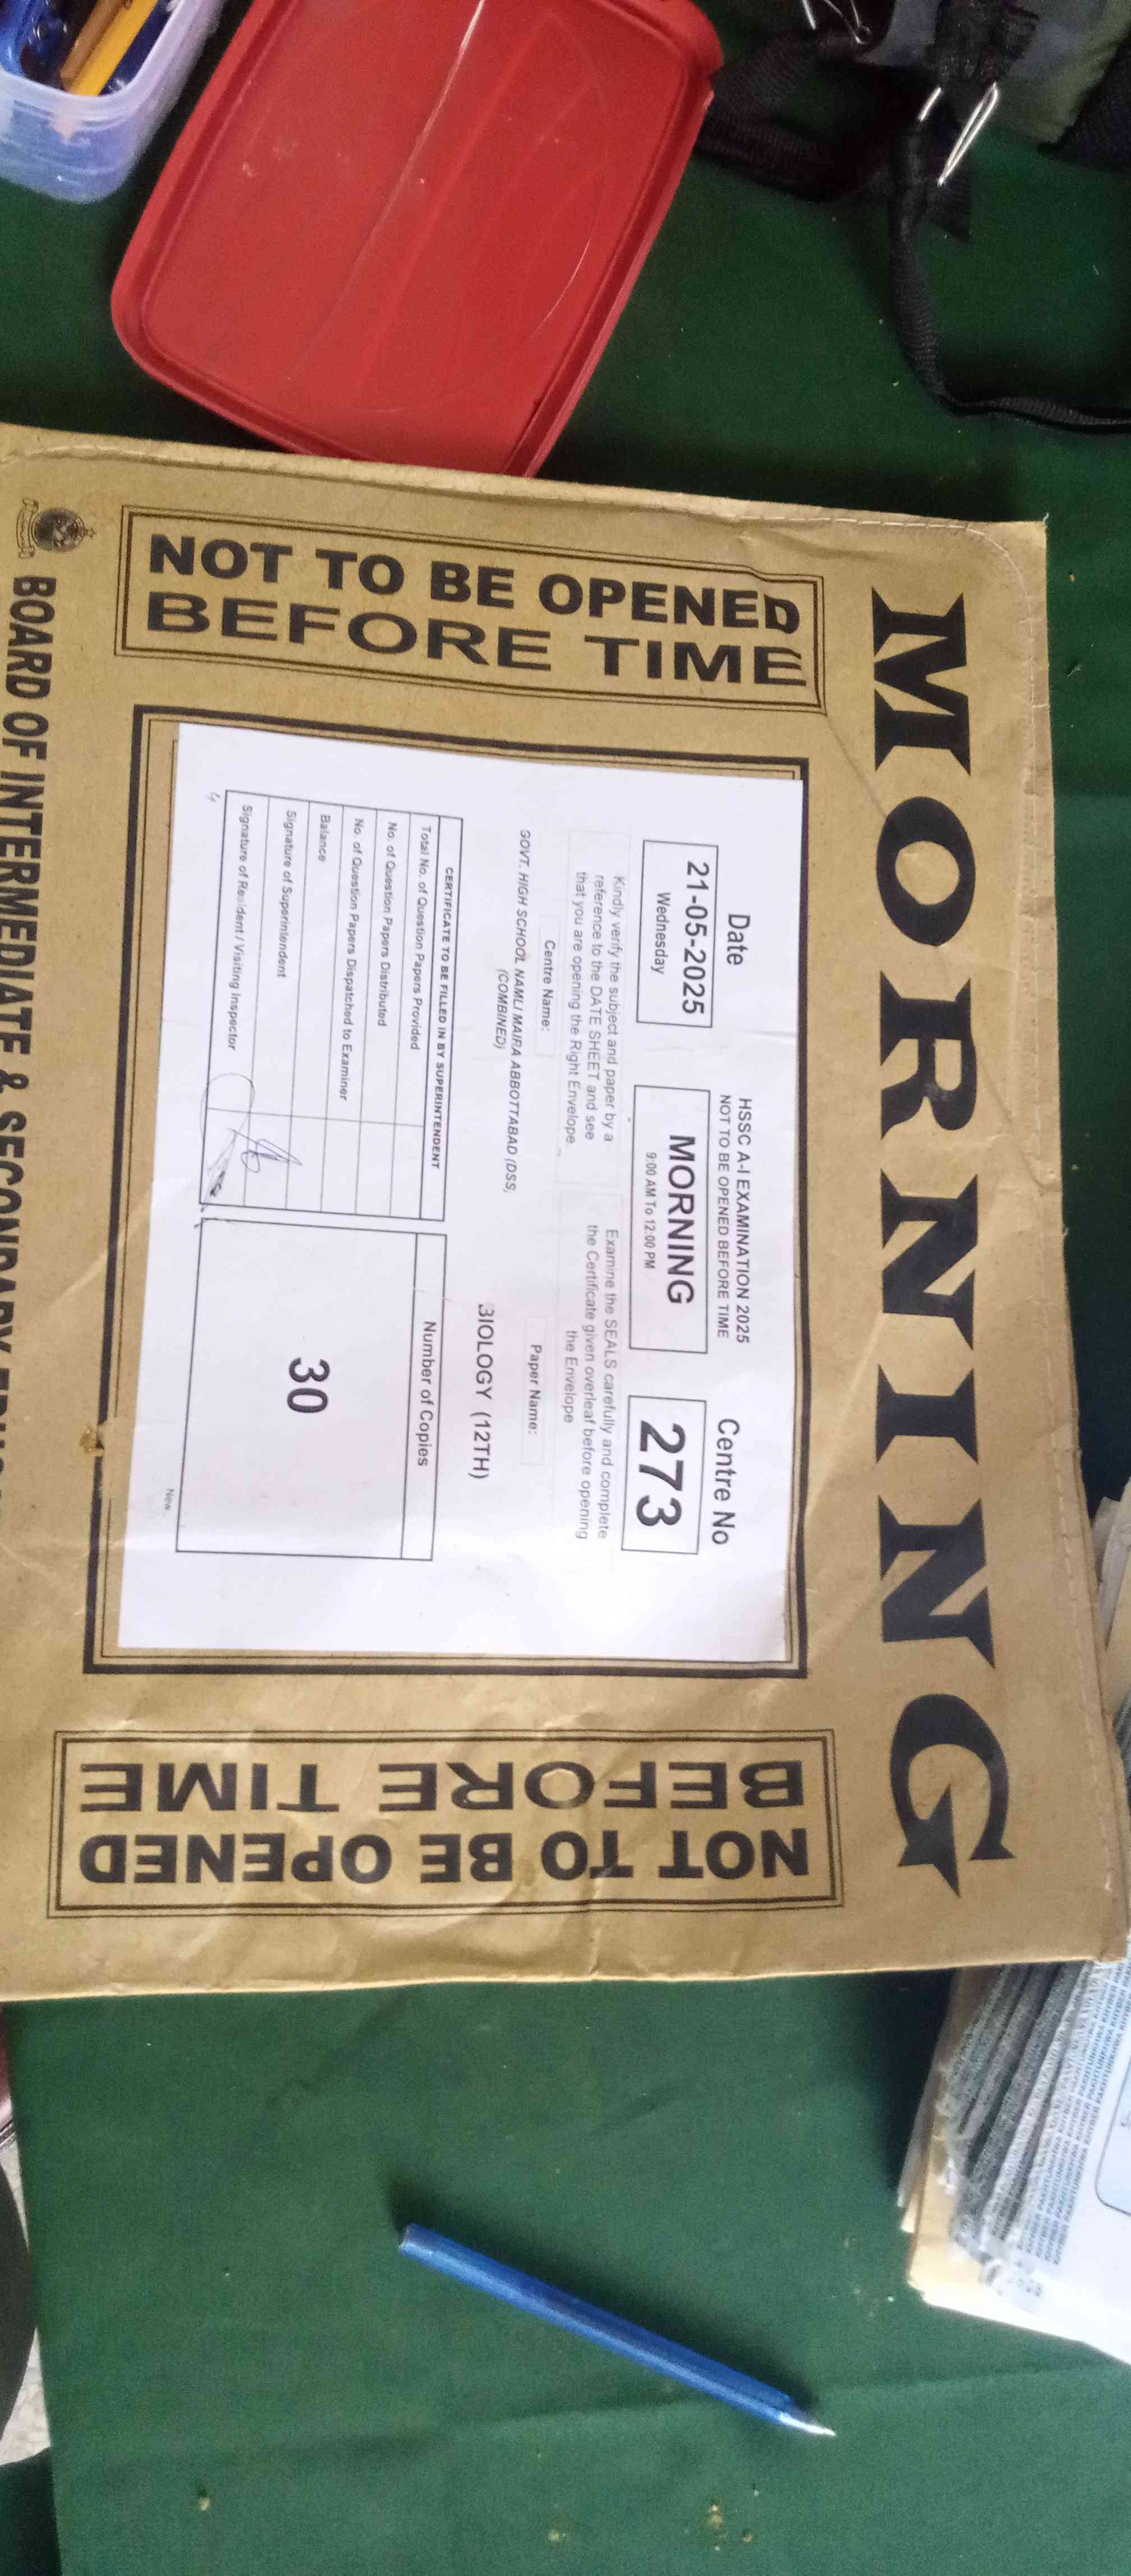 MORNING
NOT TO BE OPENED
BEFORE TIME
Date
21-05-2025
Wednesday
HSSC A-I EXAMINATION 2025
NOT TO BE OPENED BEFORE TIME
MORNING
9:00 AM To 12:00 PM
Centre No
273
Kindly verify the subject and paper by a
reference to the DATE SHEET and see
that you are opening the Right Envelope.
Examine the SEALS carefully and complete
the Certificate given overleaf before opening
the Envelope
Centre Name:
GOVT. HIGH SCHOOL NAMLI MAIRA ABBOTTABAD (DSS,
(COMBINED)
Paper Name:
BIOLOGY (12TH)
CERTIFICATE TO BE FILLED IN BY SUPERINTENDENT
Total No. of Question Papers Provided
No. of Question Papers Distributed
No. of Question Papers Dispatched to Examiner
Balance
Signature of Superintendent
Signature of Resident / Visiting Inspector
Number of Copies
30
New
NOT TO BE OPENED
BEFORE TIME
BOARD OF INTERMEDIATE & SECONDARY